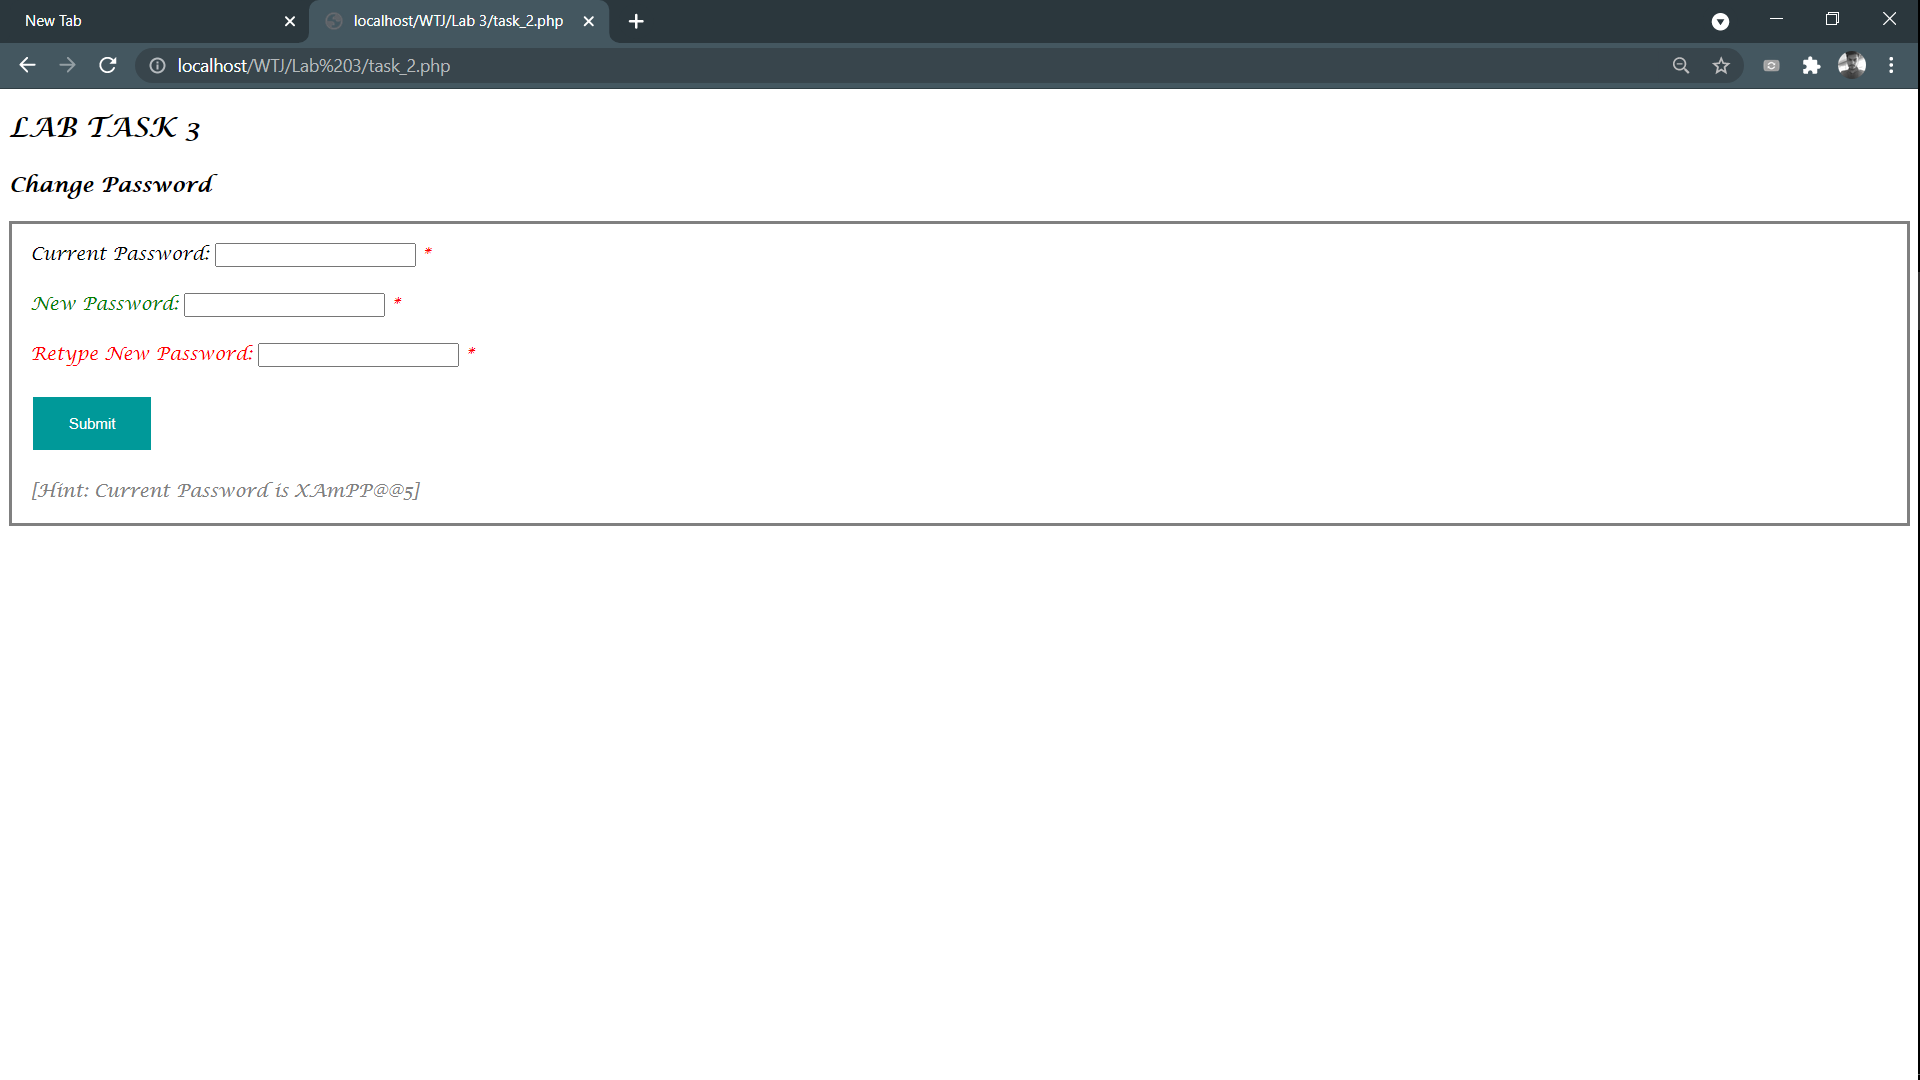 New Tab
localhost/WTJ/Lab 3/task_2.php
localhost/WTJ/Lab%203/task_2.php
LAB TASK 3
Change Password
Current Password: *
New Password: *
Retype New Password: *
Submit
[Hint: Current Password is XAmPP@@5]